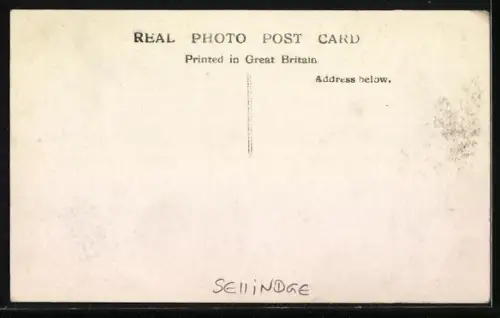 REAL PHOTO POST CARD
Printed in Great Britain
Address below.
SElliNDGE